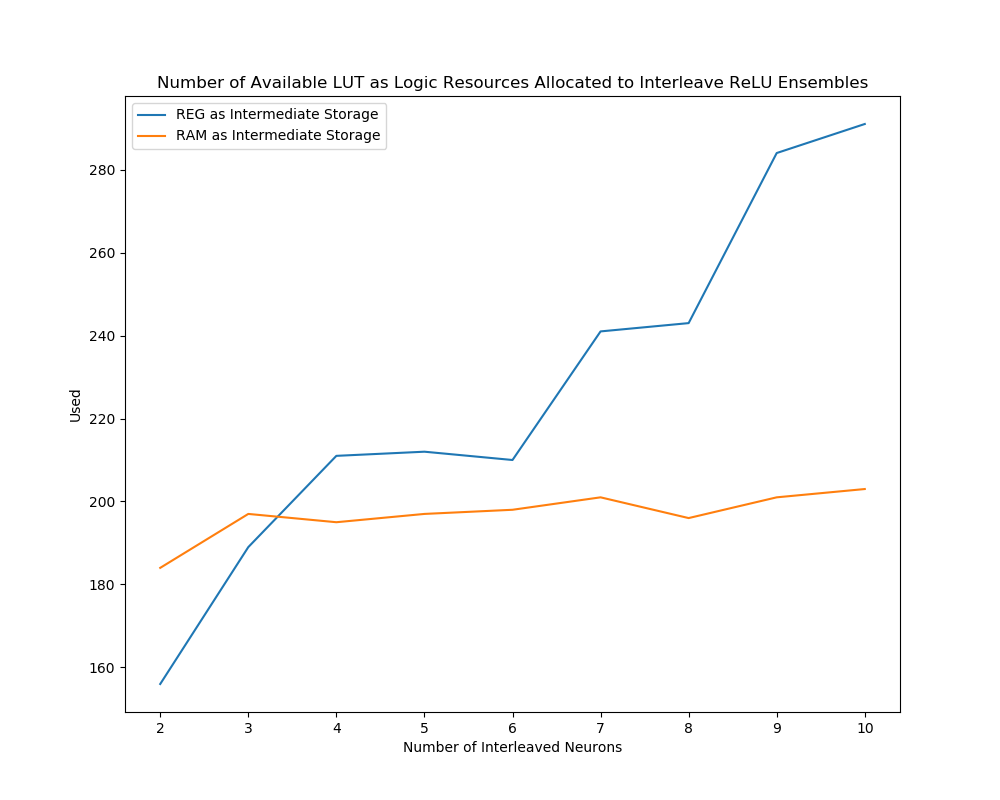 Number of Available LUT as Logic Resources Allocated to Interleave ReLU Ensembles
REG as Intermediate Storage
RAM as Intermediate Storage
280
260
240
220
200
180
160
Used
2 3 4 5 6 7 8 9 10
Number of Interleaved Neurons